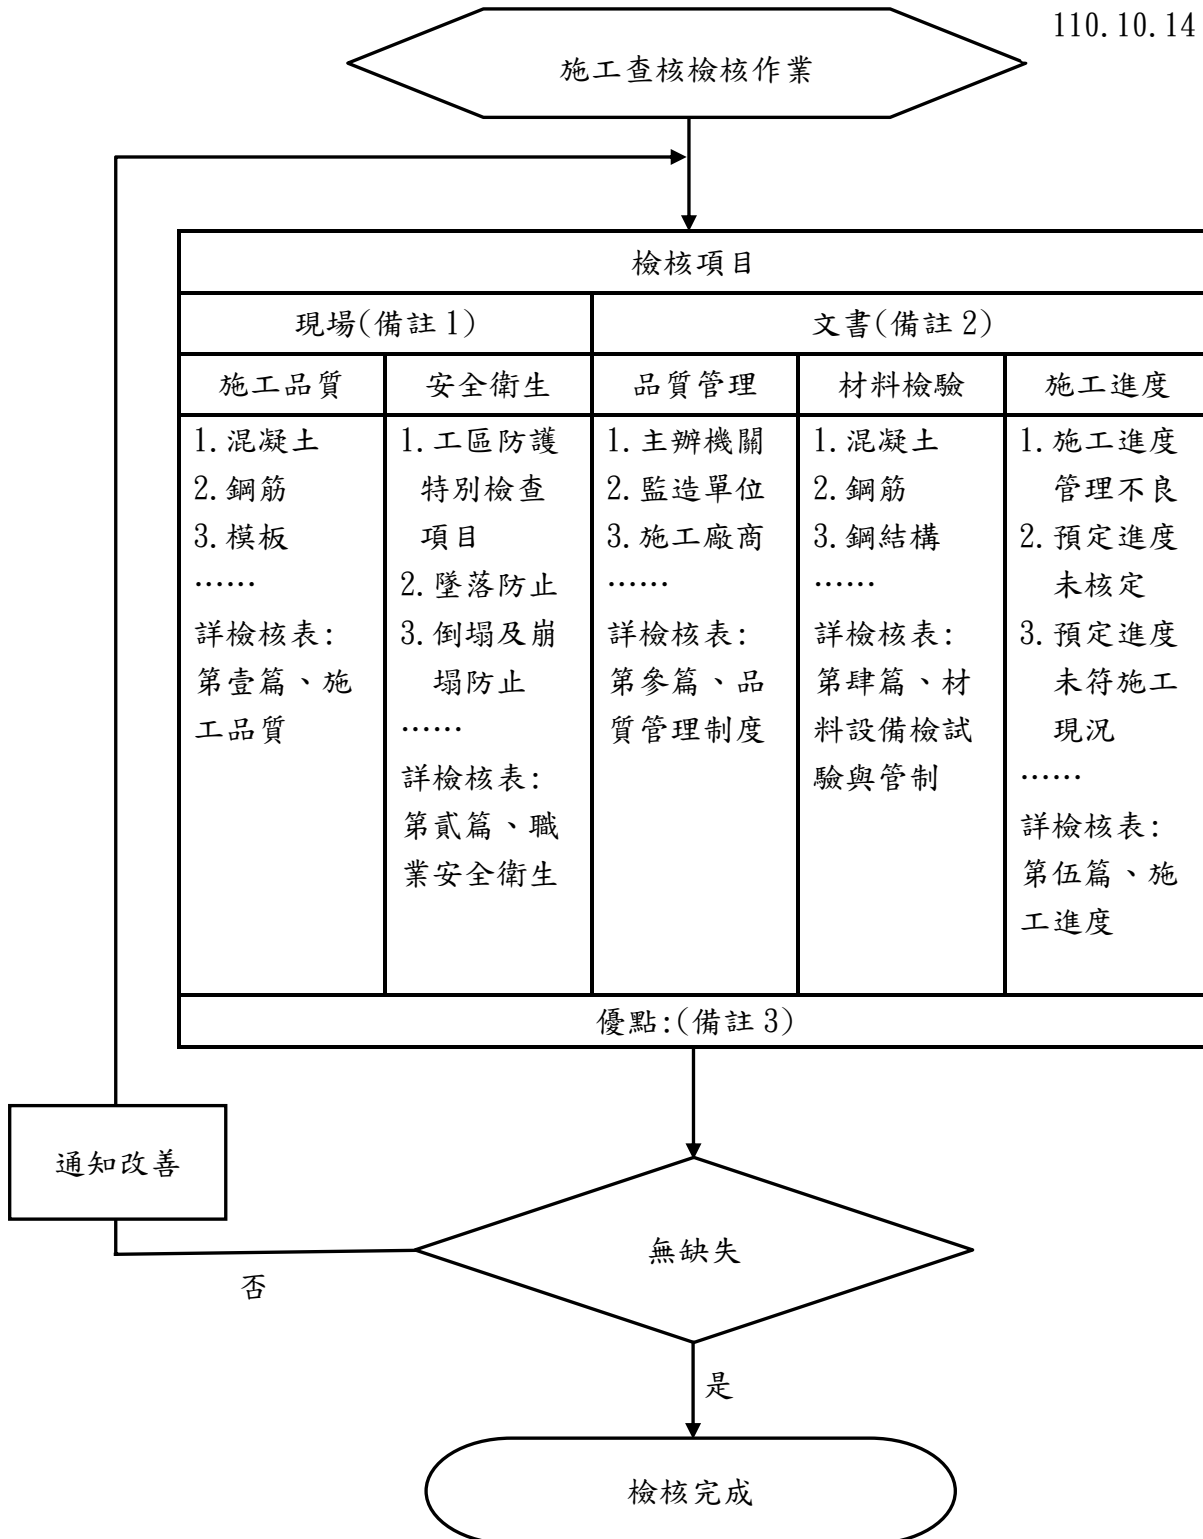 110.10.14
施工查核檢核作業
檢核項目
現場(備註 1)
文書(備註 2)
施工品質
安全衛生
品質管理
材料檢驗
施工進度
1.混凝土
2.鋼筋
3.模板
……
詳檢核表:
第壹篇、施
工品質
1.工區防護
特別檢查
項目
2.墜落防止
3.倒塌及崩
塌防止
……
詳檢核表:
第貳篇、職
業安全衛生
1.主辦機關
2.監造單位
3.施工廠商
……
詳檢核表:
第參篇、品
質管理制度
1.混凝土
2.鋼筋
3.鋼結構
……
詳檢核表:
第肆篇、材
料設備檢試
驗與管制
1.施工進度
管理不良
2.預定進度
未核定
3.預定進度
未符施工
現況
……
詳檢核表:
第伍篇、施
工進度
優點:(備註 3)
通知改善
無缺失
否
是
檢核完成